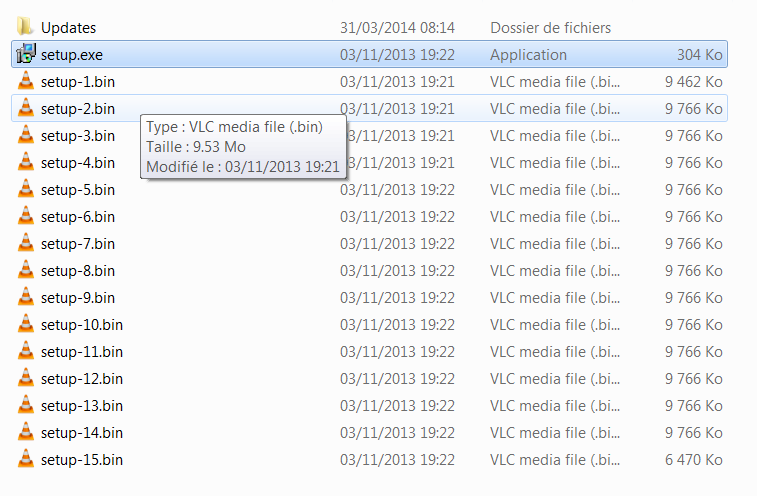 Updates 31/03/2014 08:14 Dossier de fichiers
setup.exe 03/11/2013 19:22 Application 304 Ko
setup-1.bin 03/11/2013 19:21 VLC media file (.bi... 9 462 Ko
setup-2.bin 03/11/2013 19:21 VLC media file (.bi... 9 766 Ko
Type : VLC media file (.bin)
Taille : 9.53 Mo
Modifié le : 03/11/2013 19:21
setup-3.bin 19:21 VLC media file (.bi... 9 766 Ko
setup-4.bin 19:21 VLC media file (.bi... 9 766 Ko
setup-5.bin 03/11/2013 19:22 VLC media file (.bi... 9 766 Ko
setup-6.bin 03/11/2013 19:22 VLC media file (.bi... 9 766 Ko
setup-7.bin 03/11/2013 19:22 VLC media file (.bi... 9 766 Ko
setup-8.bin 03/11/2013 19:22 VLC media file (.bi... 9 766 Ko
setup-9.bin 03/11/2013 19:22 VLC media file (.bi... 9 766 Ko
setup-10.bin 03/11/2013 19:22 VLC media file (.bi... 9 766 Ko
setup-11.bin 03/11/2013 19:22 VLC media file (.bi... 9 766 Ko
setup-12.bin 03/11/2013 19:22 VLC media file (.bi... 9 766 Ko
setup-13.bin 03/11/2013 19:22 VLC media file (.bi... 9 766 Ko
setup-14.bin 03/11/2013 19:22 VLC media file (.bi... 9 766 Ko
setup-15.bin 03/11/2013 19:22 VLC media file (.bi... 6 470 Ko